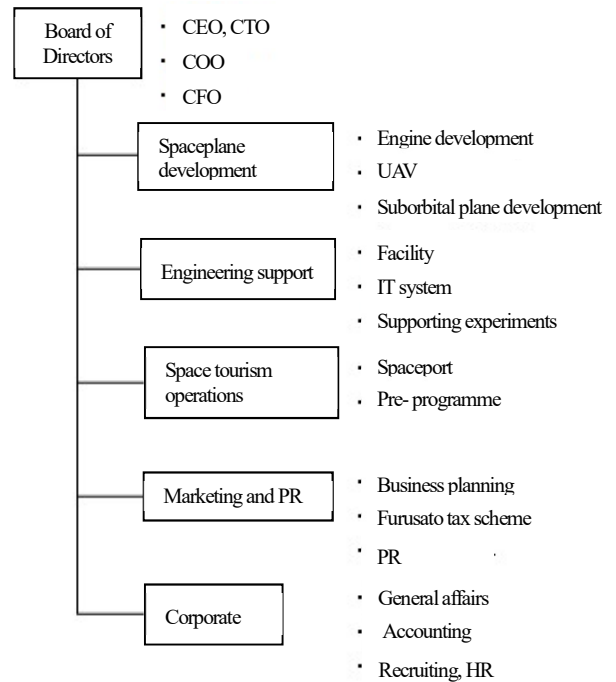 Board of
Directors
· CEO, CTO
· COO
· CFO
Spaceplane
development
· Engine development
· UAV
· Suborbital plane development
Engineering support
· Facility
· IT system
· Supporting experiments
Space tourism
operations
· Spaceport
· Pre- programme
Marketing and PR
· Business planning
· Furusato tax scheme
· PR
Corporate
· General affairs
· Accounting
· Recruiting, HR